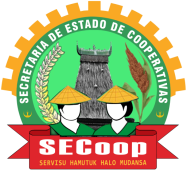 SECRETARIA DE ESTADO DE COOPERATIVAS
SECoop
SERVISU HAMUTUK HALO MUDANSA